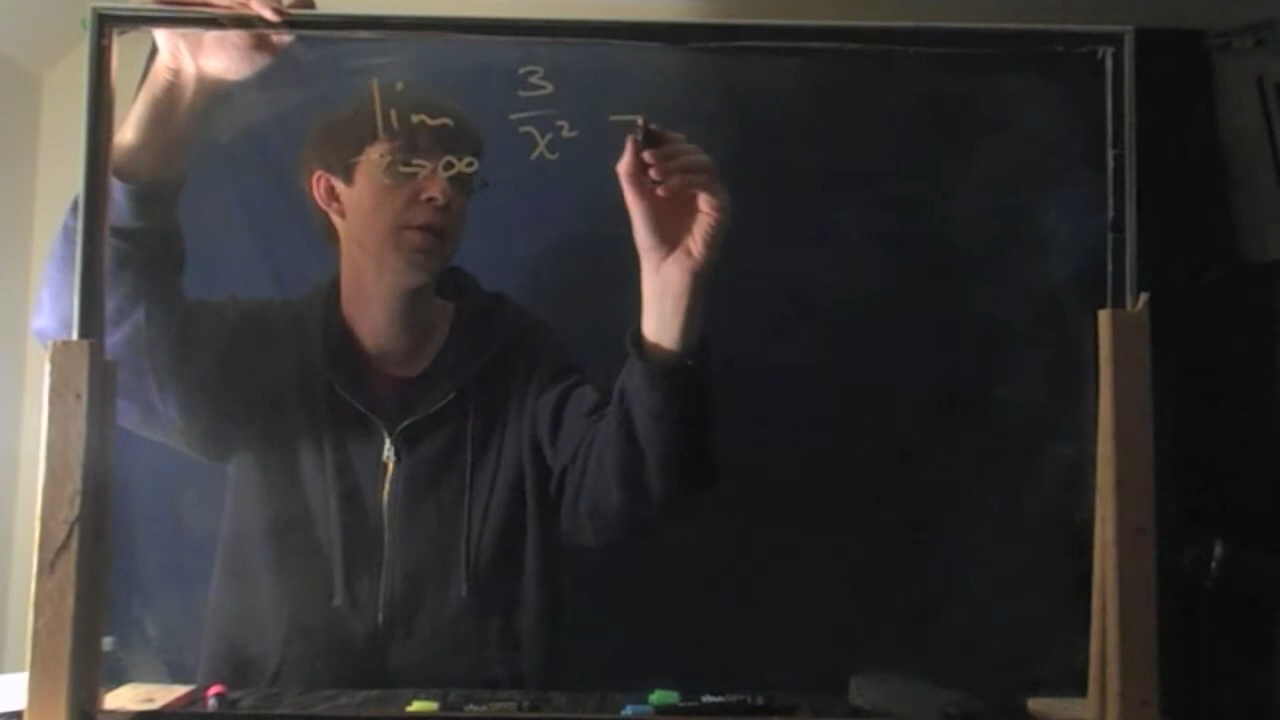 lim 3/x² -
x→∞